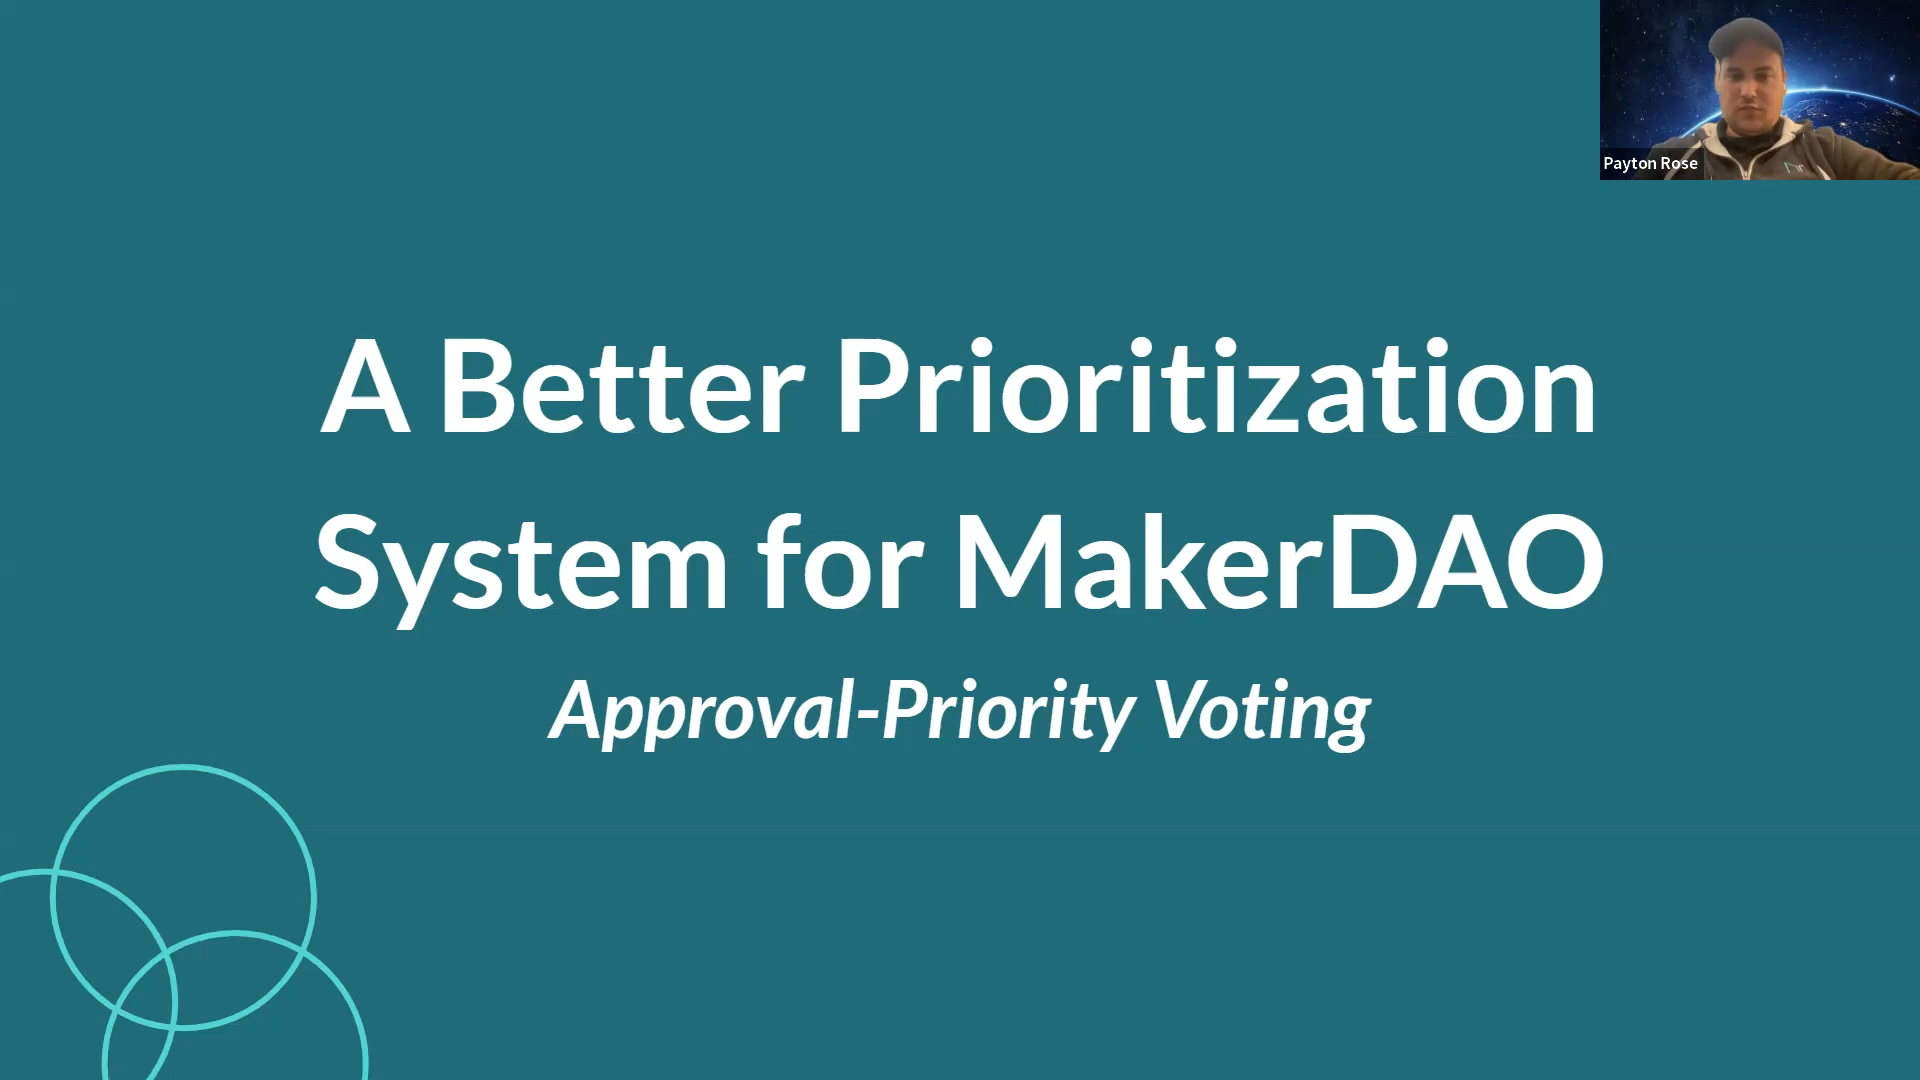 A Better Prioritization
System for MakerDAO
Approval-Priority Voting
Payton Rose